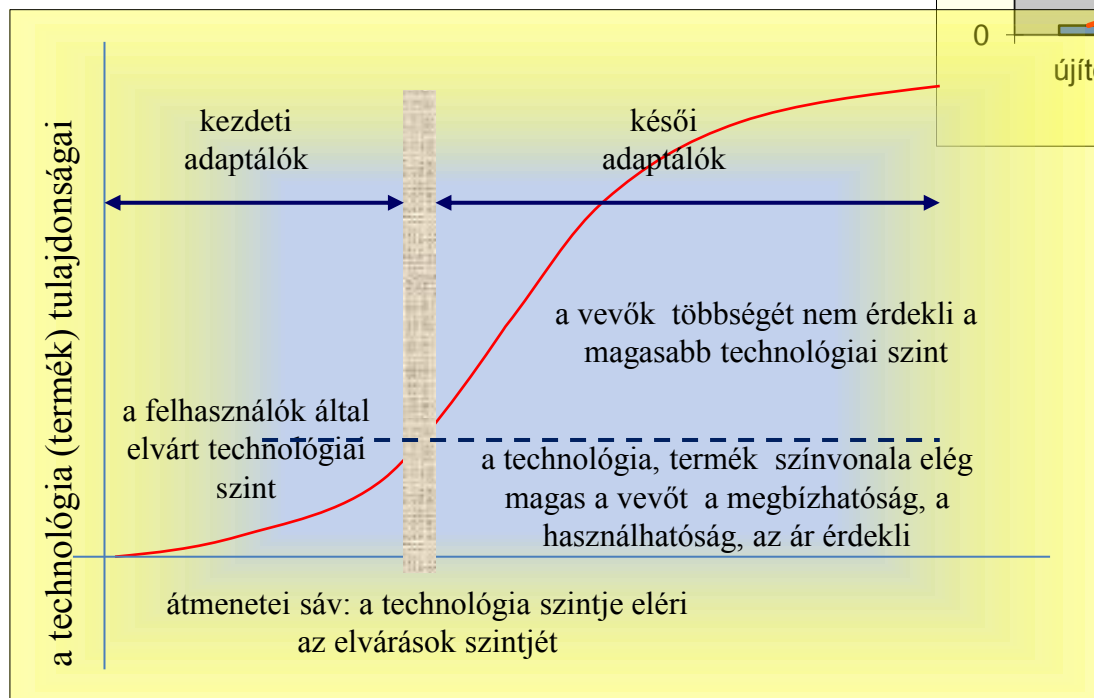 0
a technológia (termék) tulajdonságai
kezdeti
adaptálók
késői
adaptálók
a vevők többségét nem érdekli a
magasabb technológiai szint
a felhasználók által
elvárt technológiai
szint
a technológia, termék színvonala elég
magas a vevőt a megbízhatóság, a
használhatóság, az ár érdekli
átmenetei sáv: a technológia szintje eléri
az elvárások szintjét